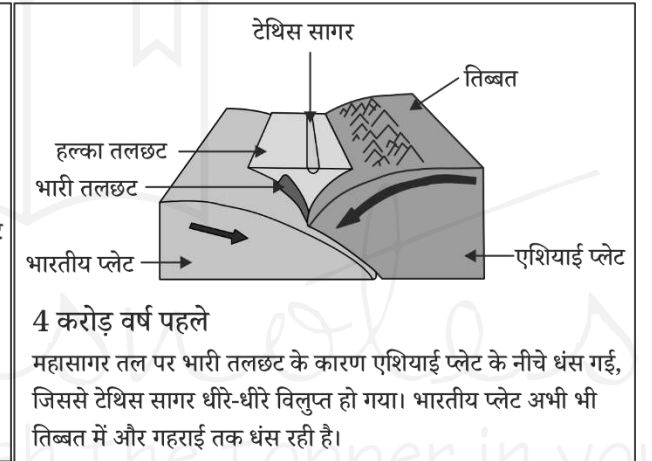 टेथिस सागर
तिब्बत
हल्का तलछट
भारी तलछट
भारतीय प्लेट
एशियाई प्लेट
4 करोड़ वर्ष पहले
महासागर तल पर भारी तलछट के कारण एशियाई प्लेट के नीचे धंस गई,
जिससे टेथिस सागर धीरे-धीरे विलुप्त हो गया। भारतीय प्लेट अभी भी
तिब्बत में और गहराई तक धंस रही है।